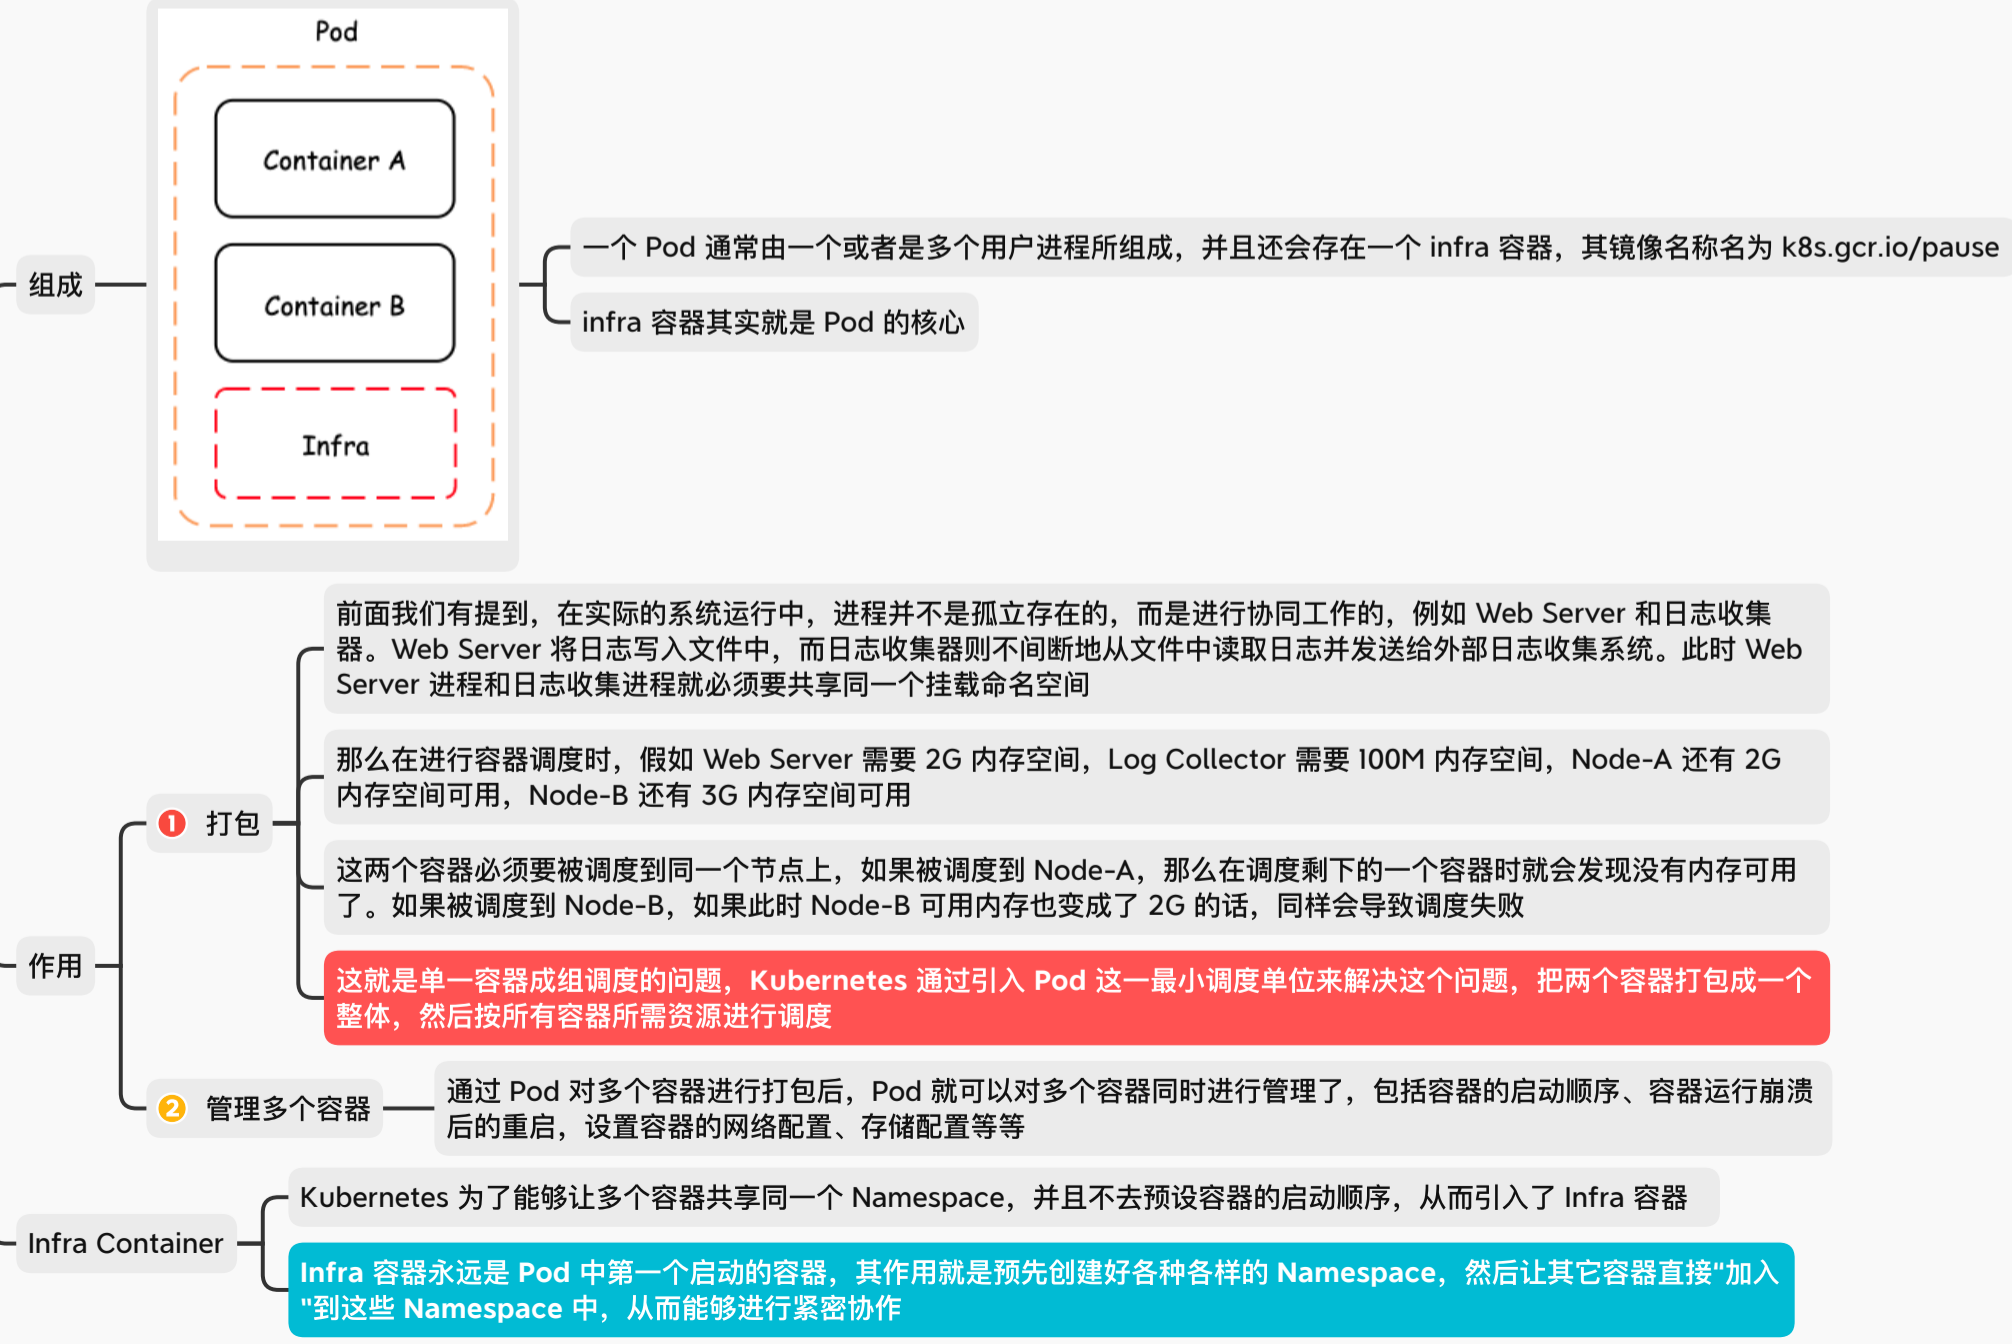 Pod
Container A
Container B
Infra
组成
一个 Pod 通常由一个或者是多个用户进程所组成，并且还会存在一个 infra 容器，其镜像名称名为 k8s.gcr.io/pause
infra 容器其实就是 Pod 的核心
作用
1 打包
前面我们有提到，在实际的系统运行中，进程并不是孤立存在的，而是进行协同工作的，例如 Web Server 和日志收集
器。Web Server 将日志写入文件中，而日志收集器则不间断地从文件中读取日志并发送给外部日志收集系统。此时 Web
Server 进程和日志收集进程就必须要共享同一个挂载命名空间
那么在进行容器调度时，假如 Web Server 需要 2G 内存空间，Log Collector 需要 100M 内存空间，Node-A 还有 2G
内存空间可用，Node-B 还有 3G 内存空间可用
这两个容器必须要被调度到同一个节点上，如果被调度到 Node-A，那么在调度剩下的一个容器时就会发现没有内存可用
了。如果被调度到 Node-B，如果此时 Node-B 可用内存也变成了 2G 的话，同样会导致调度失败
这就是单一容器成组调度的问题，Kubernetes 通过引入 Pod 这一最小调度单位来解决这个问题，把两个容器打包成一个
整体，然后按所有容器所需资源进行调度
2 管理多个容器
通过 Pod 对多个容器进行打包后，Pod 就可以对多个容器同时进行管理了，包括容器的启动顺序、容器运行崩溃
后的重启，设置容器的网络配置、存储配置等等
Infra Container
Kubernetes 为了能够让多个容器共享同一个 Namespace，并且不去预设容器的启动顺序，从而引入了 Infra 容器
Infra 容器永远是 Pod 中第一个启动的容器，其作用就是预先创建好各种各样的 Namespace，然后让其它容器直接“加入
"到这些 Namespace 中，从而能够进行紧密协作